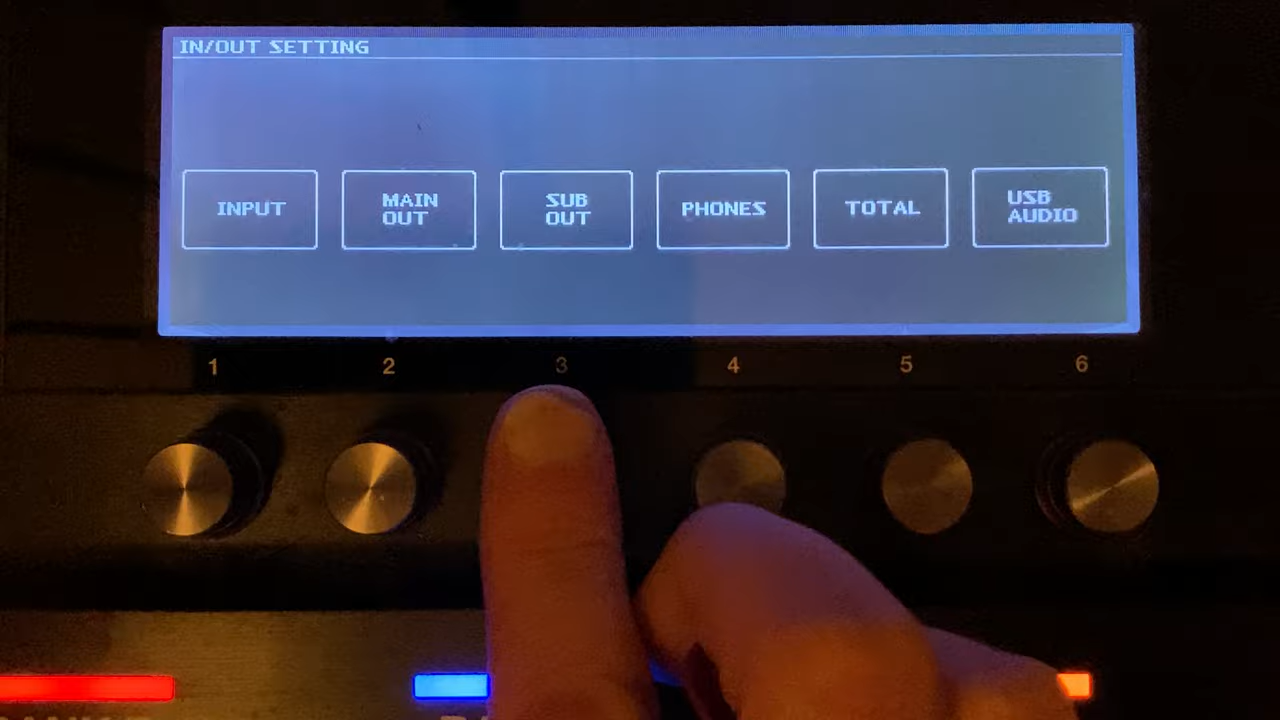 IN/OUT SETTING
INPUT
MAIN
OUT
SUB
OUT
PHONES
TOTAL
USB
AUDIO
1 2 3 4 5 6